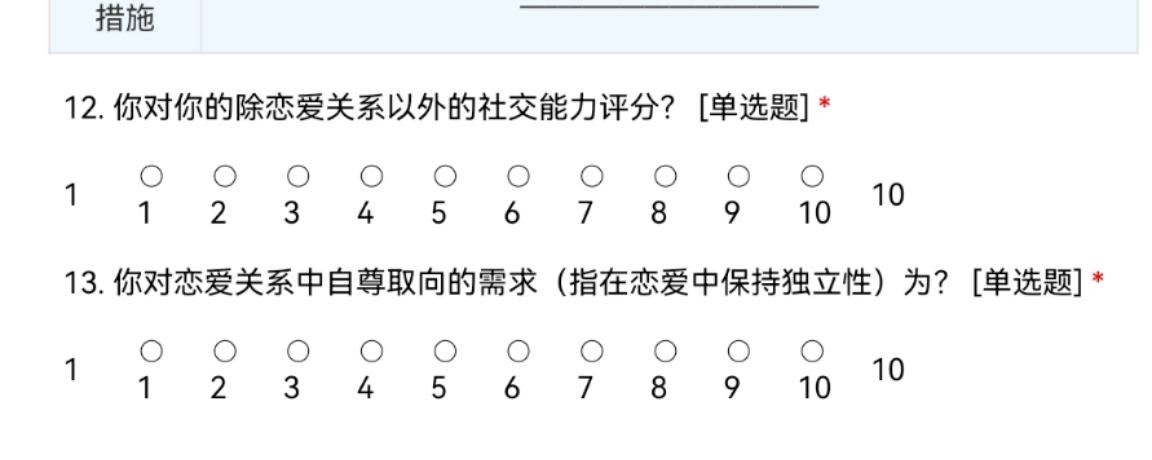 措施
12. 你对你的除恋爱关系以外的社交能力评分? [单选题] *
1 ○ ○ ○ ○ ○ ○ ○ ○ ○ ○ 10
1 2 3 4 5 6 7 8 9 10
13. 你对恋爱关系中自尊取向的需求（指在恋爱中保持独立性）为? [单选题] *
1 ○ ○ ○ ○ ○ ○ ○ ○ ○ ○ 10
1 2 3 4 5 6 7 8 9 10